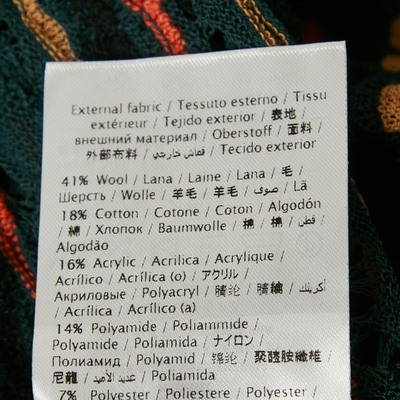 External fabric / Tessuto esterno / Tissu
extérieur / Tejido exterior / 表地 /
внешний материал / Oberstoff / 面料 /
外部布料 / قماش خارجي / Tecido exterior
41% Wool / Lana / Laine / Lana / 毛 /
Шерсть / Wolle / 羊毛 / 羊毛 / صوف / Lã
18% Cotton / Cotone / Coton / Algodón
/ 綿 / Хлопок / Baumwolle / 棉 / 棉 / قطن /
Algodão
16% Acrylic / Acrilica / Acrylique /
Acrílico / Acrílica (o) / アクリル /
Акриловые / Polyacryl / 腈纶 / 腈綸 / أكريلك
/ Acrílica / Acrílico (a)
14% Polyamide / Poliammide /
Polyamide / Poliamida / ナイロン /
Полиамид / Polyamid / 锦纶 / 聚醯胺纖維 /
尼龍 / عديد الأميد / Poliamida
7% Polyester / Poliestere / Polyester /